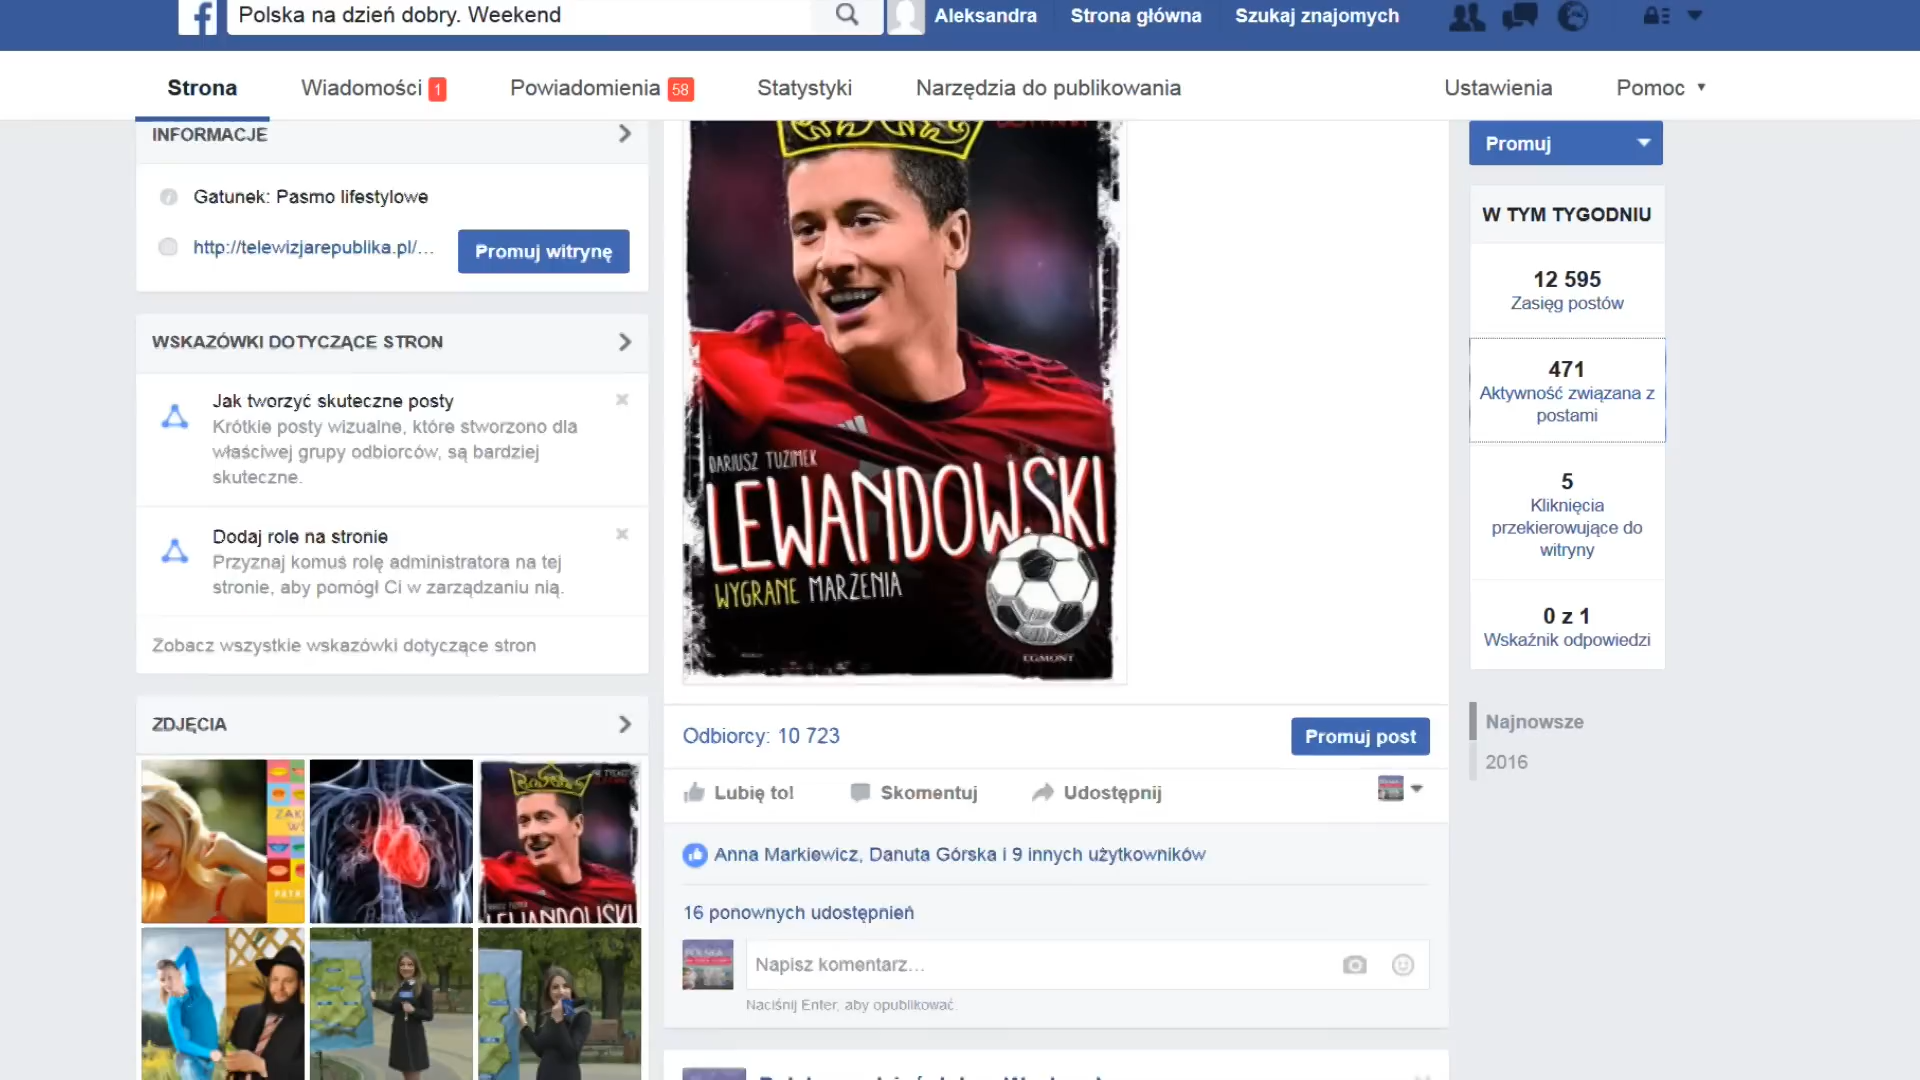 Polska na dzień dobry. Weekend
Aleksandra
Strona główna
Szukaj znajomych
Strona
Wiadomości 1
Powiadomienia 58
Statystyki
Narzędzia do publikowania
Ustawienia
Pomoc
INFORMACJE
Gatunek: Pasmo lifestylowe
http://telewizjarepublika.pl/...
Promuj witrynę
WSKAZÓWKI DOTYCZĄCE STRON
Jak tworzyć skuteczne posty
Krótkie posty wizualne, które stworzono dla
właściwej grupy odbiorców, są bardziej
skuteczne.
Dodaj role na stronie
Przyznaj komuś rolę administratora na tej
stronie, aby pomógł Ci w zarządzaniu nią.
Zobacz wszystkie wskazówki dotyczące stron
ZDJĘCIA
LEWANDOWSKI
DARIUSZ TUZIMEK
LEWANDOWSKI
WYGRANE MARZENIA
EGMONT
Odbiorcy: 10 723
Promuj post
Lubię to!
Skomentuj
Udostępnij
Anna Markiewicz, Danuta Górska i 9 innych użytkowników
16 ponownych udostępnień
Napisz komentarz...
Naciśnij Enter, aby opublikować
Promuj
W TYM TYGODNIU
12 595
Zasięg postów
471
Aktywność związana z
postami
5
Kliknięcia
przekierowujące do
witryny
0 z 1
Wskaźnik odpowiedzi
Najnowsze
2016